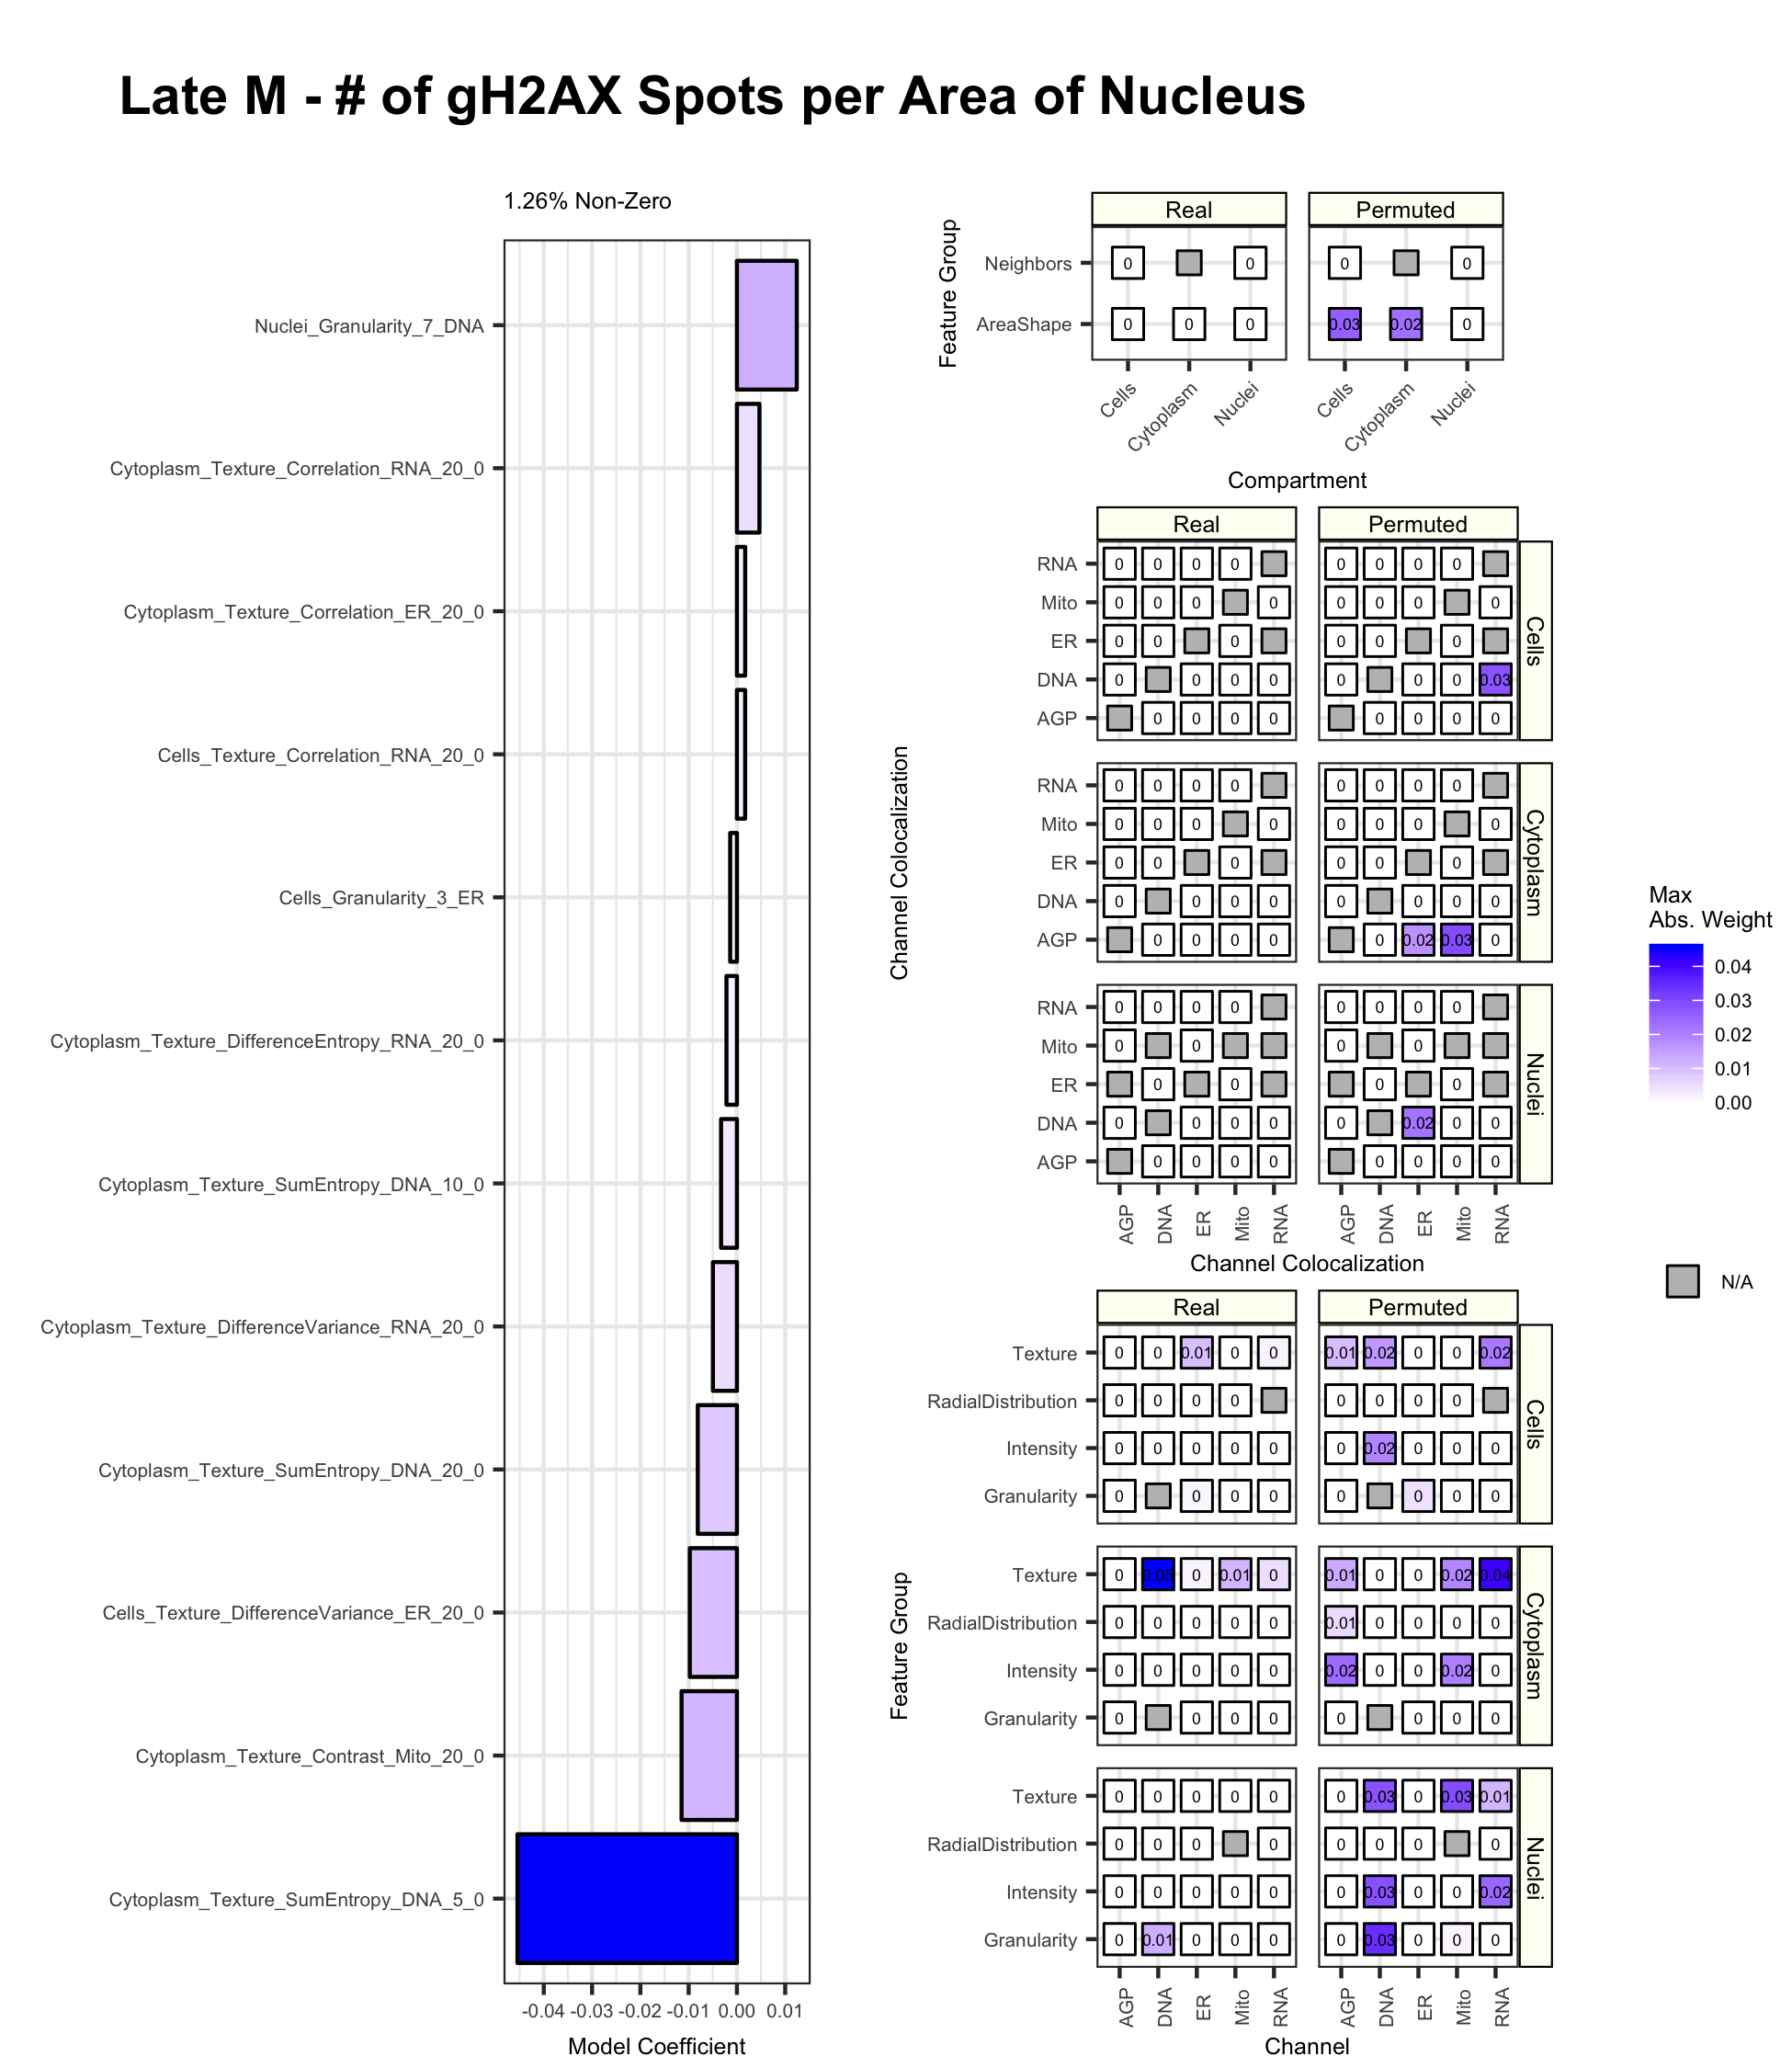 Late M - # of gH2AX Spots per Area of Nucleus
1.26% Non-Zero
Nuclei_Granularity_7_DNA
Cytoplasm_Texture_Correlation_RNA_20_0
Cytoplasm_Texture_Correlation_ER_20_0
Cells_Texture_Correlation_RNA_20_0
Cells_Granularity_3_ER
Cytoplasm_Texture_DifferenceEntropy_RNA_20_0
Cytoplasm_Texture_SumEntropy_DNA_10_0
Cytoplasm_Texture_DifferenceVariance_RNA_20_0
Cytoplasm_Texture_SumEntropy_DNA_20_0
Cells_Texture_DifferenceVariance_ER_20_0
Cytoplasm_Texture_Contrast_Mito_20_0
Cytoplasm_Texture_SumEntropy_DNA_5_0
-0.04 -0.03 -0.02 -0.01 0.00 0.01
Model Coefficient
Real Permuted
Feature Group
Neighbors 0 0 0 0
AreaShape 0 0 0 0.03 0.02 0
Cells Cytoplasm Nuclei Cells Cytoplasm Nuclei
Compartment
Real Permuted
Channel Colocalization
RNA 0 0 0 0 0 0 0 0
Mito 0 0 0 0 0 0 0 0
ER 0 0 0 0 0 0
DNA 0 0 0 0 0 0 0 0.03
AGP 0 0 0 0 0 0 0 0
Cells
RNA 0 0 0 0 0 0 0 0
Mito 0 0 0 0 0 0 0 0
ER 0 0 0 0 0 0
DNA 0 0 0 0 0 0 0 0
AGP 0 0 0 0 0 0.02 0.03 0
Cytoplasm
RNA 0 0 0 0 0 0 0 0
Mito 0 0 0 0
ER 0 0 0 0
DNA 0 0 0 0 0 0.02 0 0
AGP 0 0 0 0 0 0 0 0
Nuclei
AGP DNA ER Mito RNA AGP DNA ER Mito RNA
Channel Colocalization
Real Permuted
Feature Group
Texture 0 0 0.01 0 0 0.01 0.02 0 0 0.02
RadialDistribution 0 0 0 0 0 0 0 0
Intensity 0 0 0 0 0 0 0.02 0 0 0
Granularity 0 0 0 0 0 0 0 0
Cells
Texture 0 0.05 0 0.01 0 0.01 0 0 0.02 0.04
RadialDistribution 0 0 0 0 0 0.01 0 0 0 0
Intensity 0 0 0 0 0 0.02 0 0 0.02 0
Granularity 0 0 0 0 0 0 0 0
Cytoplasm
Texture 0 0 0 0 0 0 0.03 0 0.03 0.01
RadialDistribution 0 0 0 0 0 0 0 0
Intensity 0 0 0 0 0 0 0.03 0 0 0.02
Granularity 0 0.01 0 0 0 0 0.03 0 0 0
Nuclei
AGP DNA ER Mito RNA AGP DNA ER Mito RNA
Channel
Max
Abs. Weight
0.04
0.03
0.02
0.01
0.00
N/A